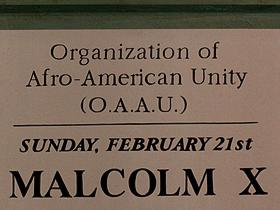 Organization of
Afro-American Unity
(O.A.A.U.)
SUNDAY, FEBRUARY 21st
MALCOLM X